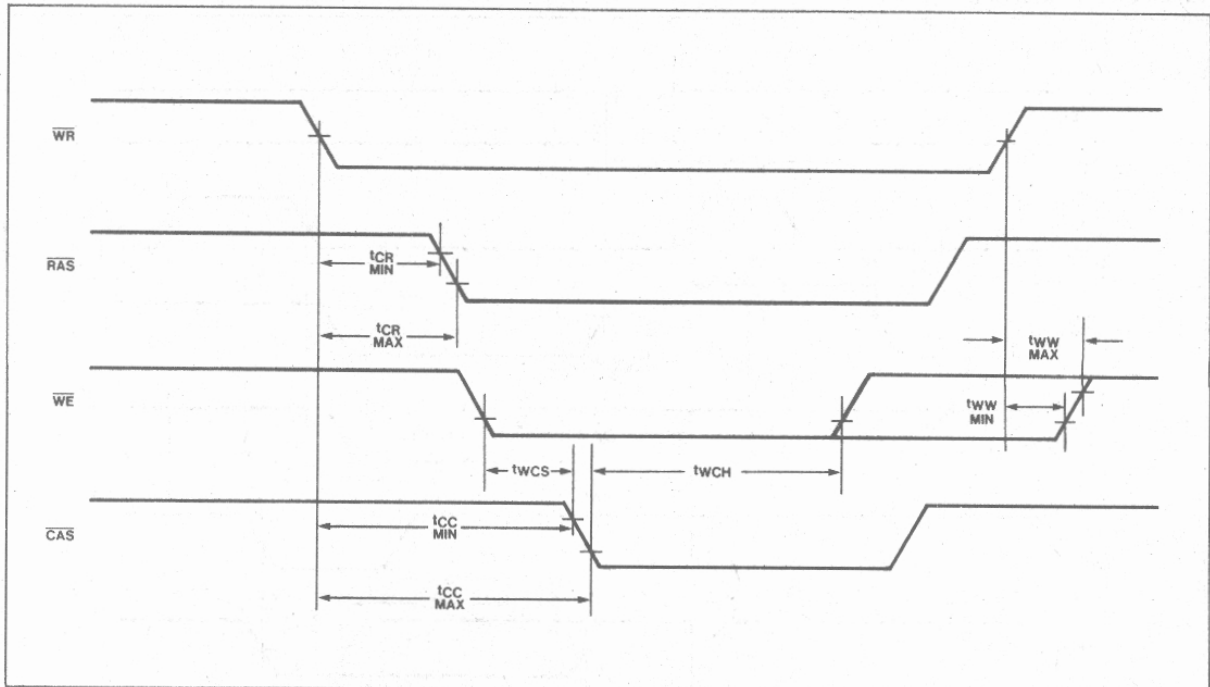 WR
RAS
tCR
MIN
tCR
MAX
tWW
MAX
WE
tWW
MIN
tWCS
tWCH
CAS
tCC
MIN
tCC
MAX